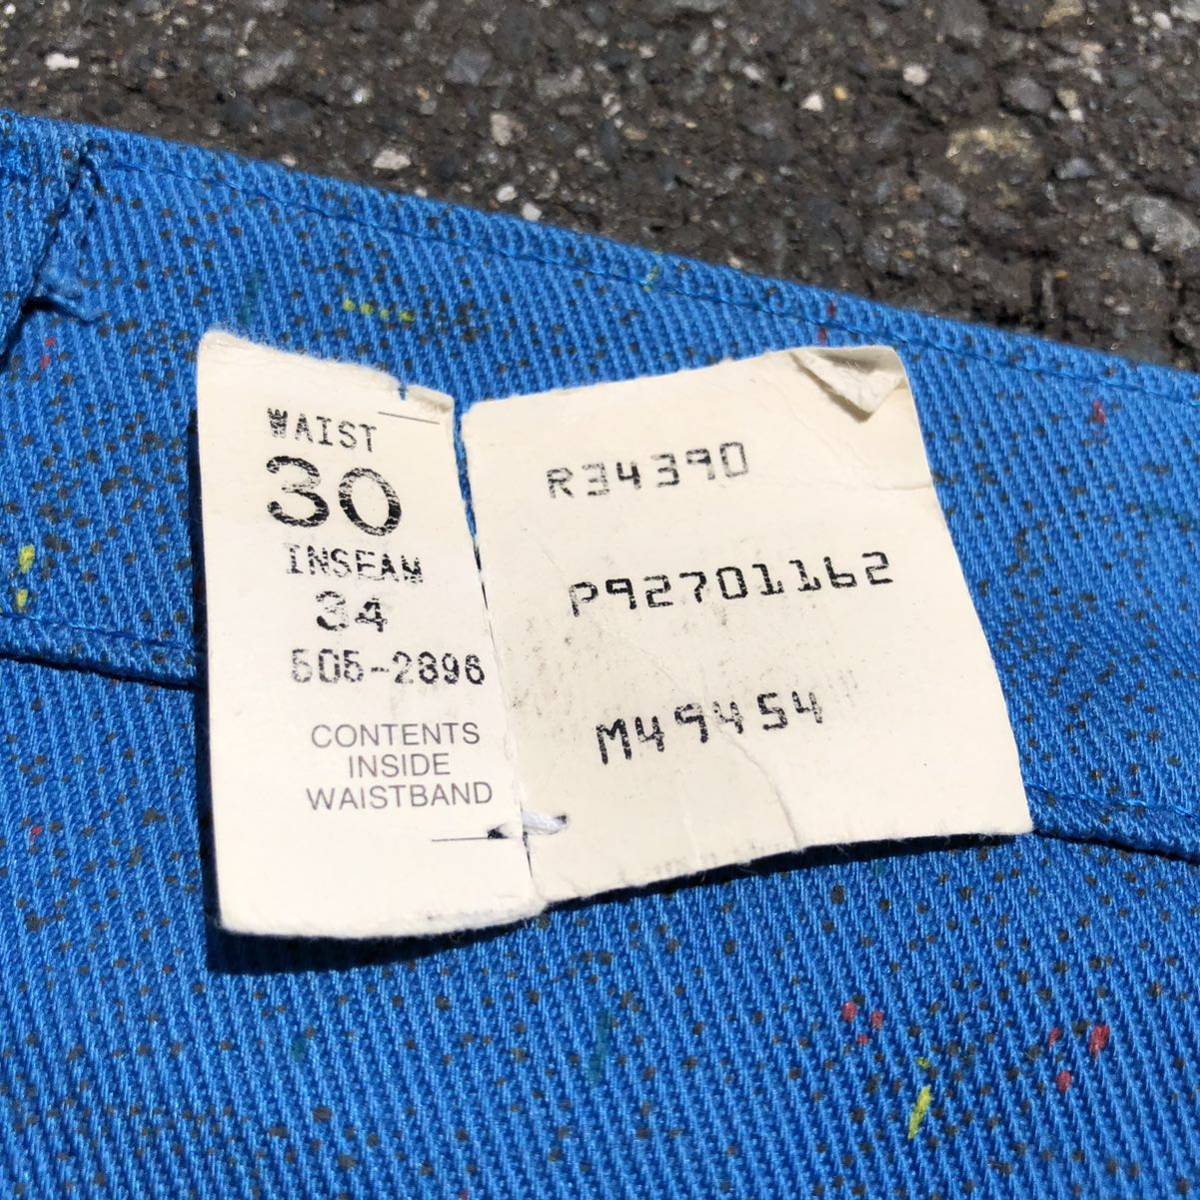 WAIST
30
INSEAM
34
505-2896
CONTENTS
INSIDE
WAISTBAND
R34390
P92701162
M49454